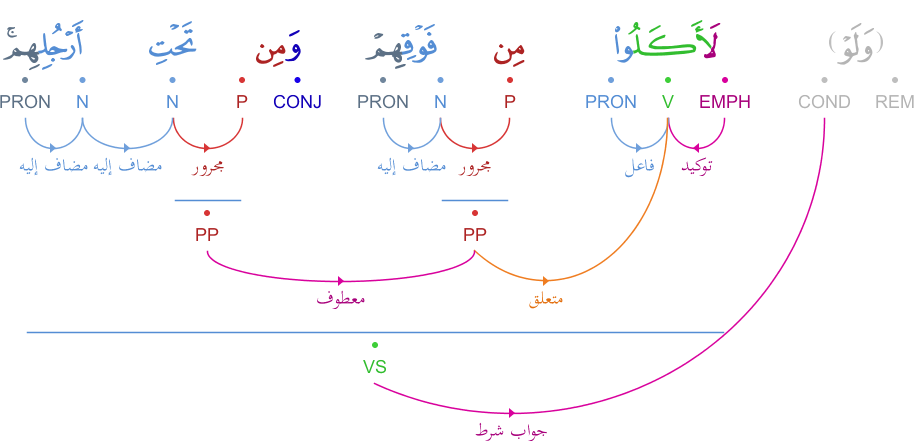 (وَلَوْ) لَأَكَلُوا۟ مِن فَوْقِهِمْ وَمِن تَحْتِ أَرْجُلِهِم ۚ
REM COND EMPH V PRON P N PRON CONJ P N N PRON
توكيد فاعل مجرور مضاف إليه مجرور مضاف إليه مضاف إليه
PP PP
متعلق معطوف
VS
جواب شرط